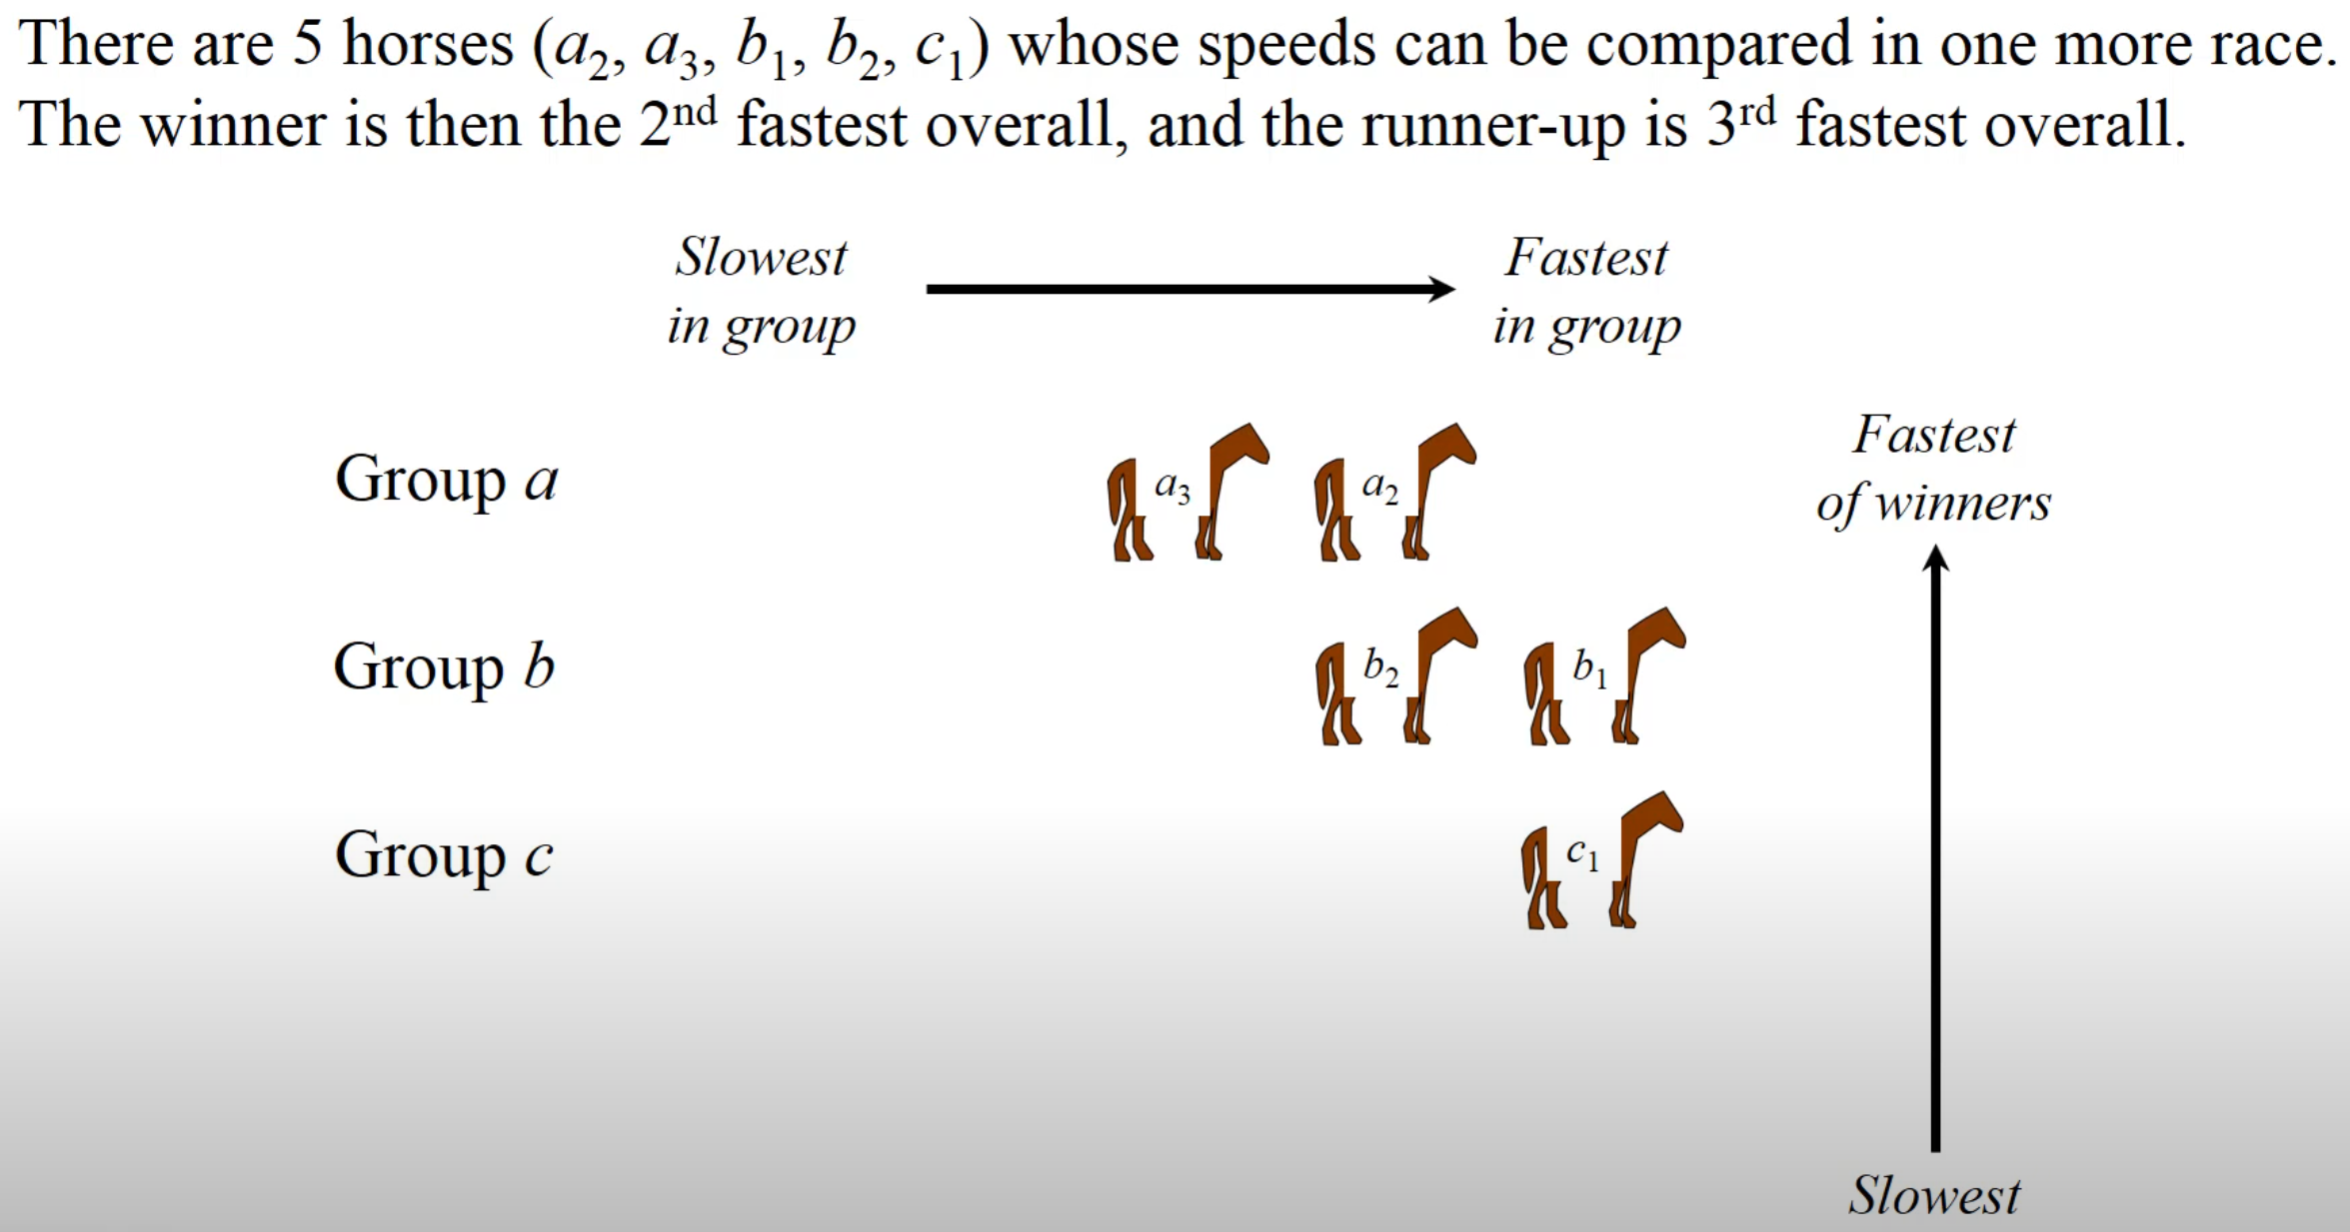 There are 5 horses (a₂, a₃, b₁, b₂, c₁) whose speeds can be compared in one more race.
The winner is then the 2ⁿᵈ fastest overall, and the runner-up is 3ʳᵈ fastest overall.
Slowest
in group
Fastest
in group
Fastest
of winners
Group a
a₃
a₂
Group b
b₂
b₁
Group c
c₁
Slowest